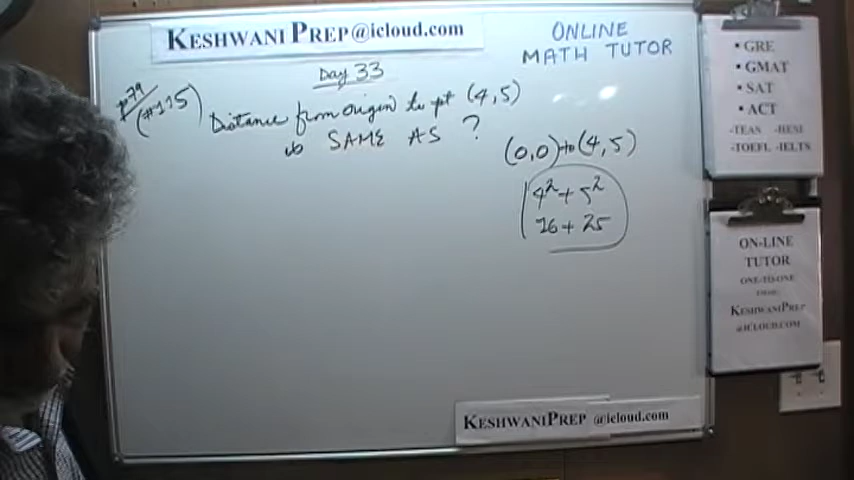 KESHWANI PREP@icloud.com
ONLINE
MATH TUTOR
Day 33
P79
(#115)
Distance from origin to pt (4,5)
is SAME AS ?
(0,0) to (4,5)
4² + 5²
16 + 25
• GRE
• GMAT
• SAT
• ACT
-TEAS -HESI
-TOEFL -IELTS
ON-LINE
TUTOR
ONE-TO-ONE
KESHWANIPREP
@ICLOUD.COM
KESHWANIPREP @icloud.com